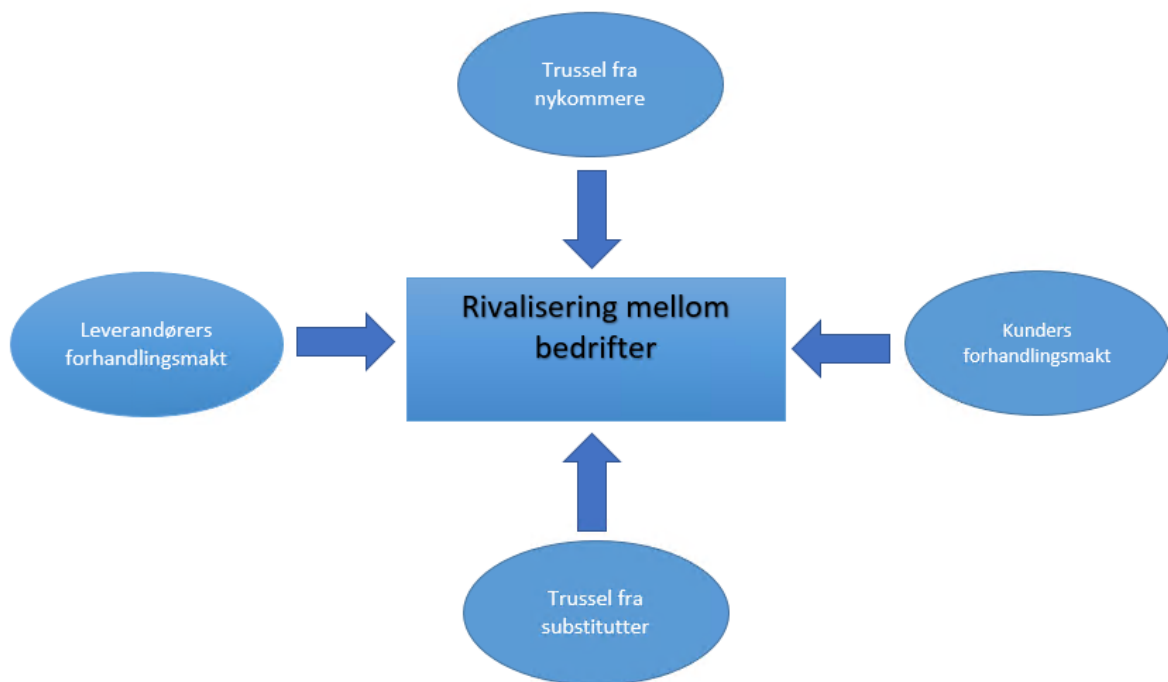 Trussel fra
nykommere
Leverandørers
forhandlingsmakt
Rivalisering mellom
bedrifter
Kunders
forhandlingsmakt
Trussel fra
substitutter